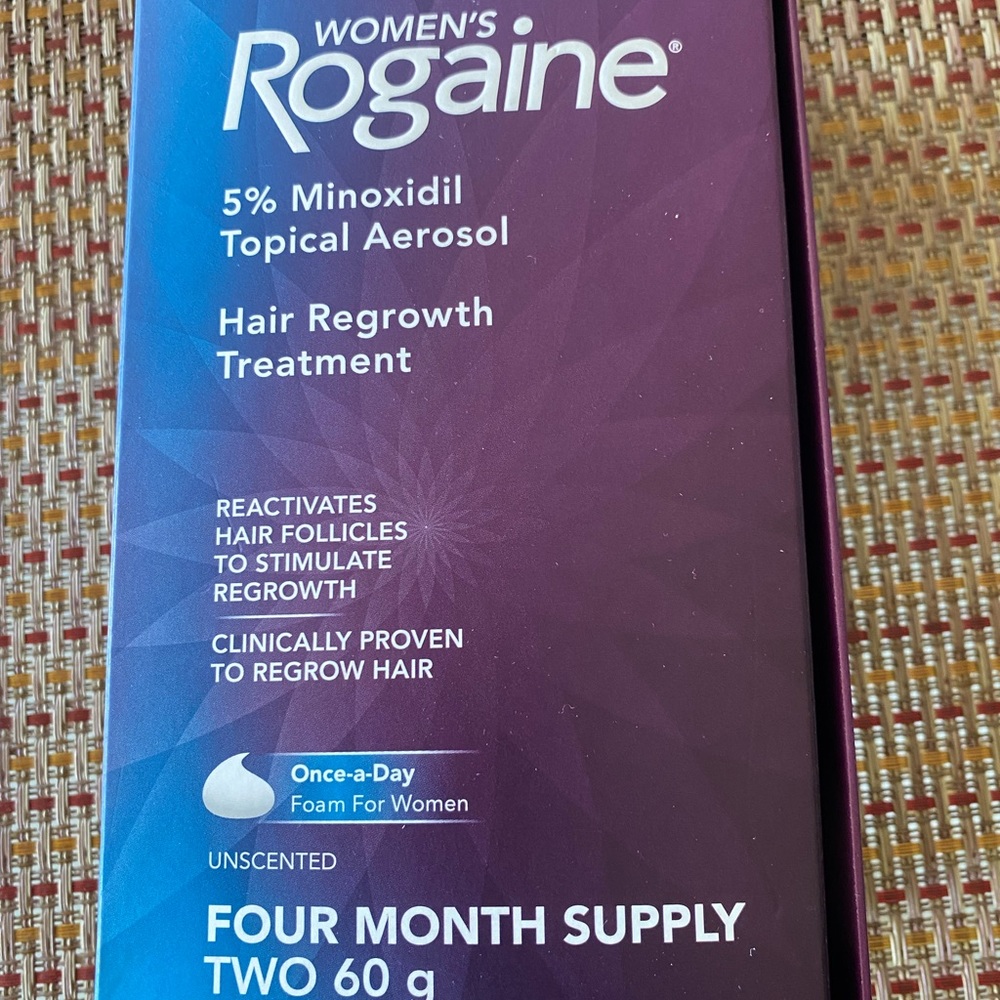 WOMEN'S
Rogaine®
5% Minoxidil
Topical Aerosol
Hair Regrowth
Treatment
REACTIVATES
HAIR FOLLICLES
TO STIMULATE
REGROWTH
CLINICALLY PROVEN
TO REGROW HAIR
Once-a-Day
Foam For Women
UNSCENTED
FOUR MONTH SUPPLY
TWO 60 g